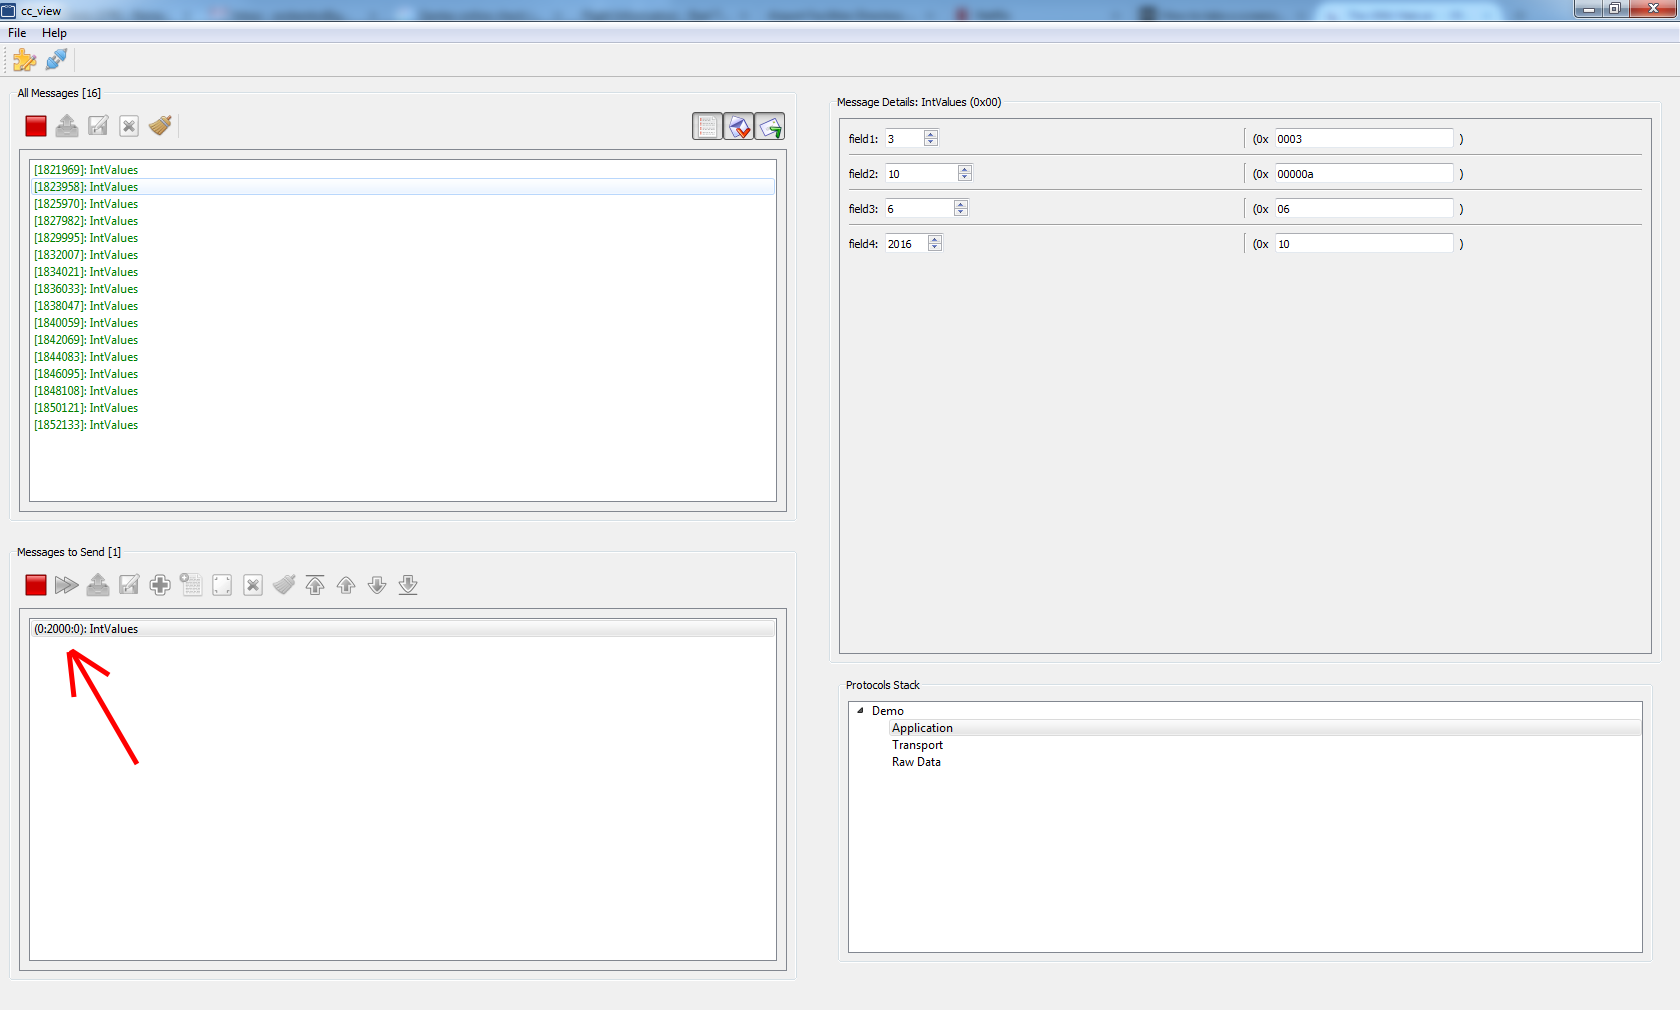 cc_view
File Help
All Messages [16]
[1821969]: IntValues
[1823958]: IntValues
[1825970]: IntValues
[1827982]: IntValues
[1829995]: IntValues
[1832007]: IntValues
[1834021]: IntValues
[1836033]: IntValues
[1838047]: IntValues
[1840059]: IntValues
[1842069]: IntValues
[1844083]: IntValues
[1846095]: IntValues
[1848108]: IntValues
[1850121]: IntValues
[1852133]: IntValues
Messages to Send [1]
(0:2000:0): IntValues
Message Details: IntValues (0x00)
field1: 3 (0x 0003 )
field2: 10 (0x 00000a )
field3: 6 (0x 06 )
field4: 2016 (0x 10 )
Protocols Stack
Demo
Application
Transport
Raw Data